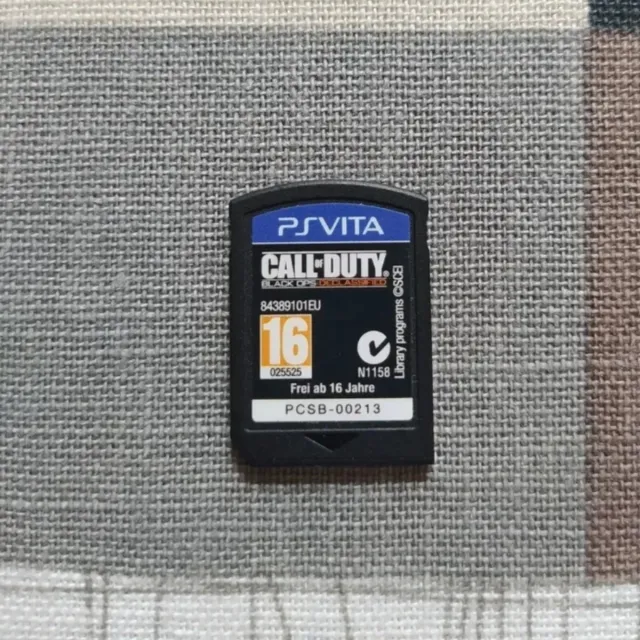 PSVITA
CALL OF DUTY®
BLACK OPS DECLASSIFIED
84389101EU
16
025525
N1158
Library programs ©SCEI
Frei ab 16 Jahre
PCSB-00213